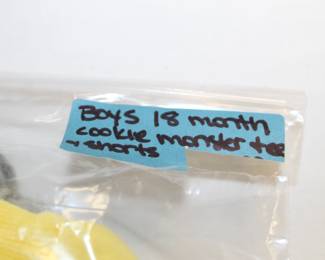 Boys 18 month
cookie monster tee
+ shorts